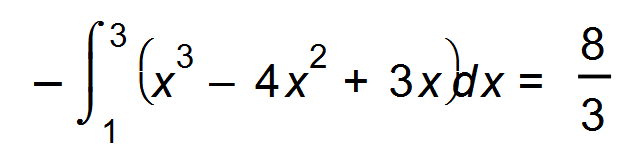 − ∫₁³ (x³ − 4x² + 3x)dx = 8/3